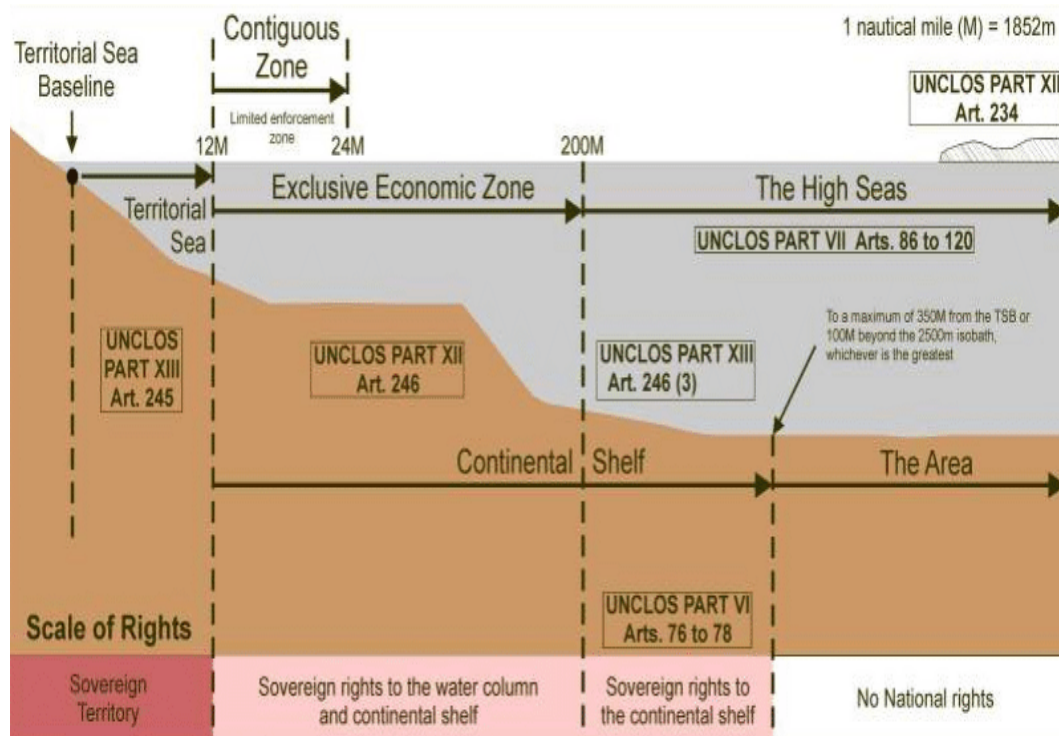 Contiguous
Zone
1 nautical mile (M) = 1852m
Territorial Sea
Baseline
UNCLOS PART XII
Art. 234
Limited enforcement
zone
12M
24M
200M
Exclusive Economic Zone
The High Seas
Territorial
Sea
UNCLOS PART VII Arts. 86 to 120
To a maximum of 350M from the TSB or
100M beyond the 2500m isobath,
whichever is the greatest
UNCLOS
PART XIII
Art. 245
UNCLOS PART XII
Art. 246
UNCLOS PART XIII
Art. 246 (3)
Continental Shelf
The Area
UNCLOS PART VI
Arts. 76 to 78
Scale of Rights
Sovereign
Territory
Sovereign rights to the water column
and continental shelf
Sovereign rights to
the continental shelf
No National rights